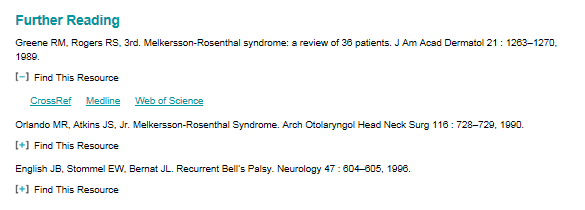 Further Reading
Greene RM, Rogers RS, 3rd. Melkersson-Rosenthal syndrome: a review of 36 patients. J Am Acad Dermatol 21 : 1263–1270,
1989.
[−] Find This Resource
CrossRef Medline Web of Science
Orlando MR, Atkins JS, Jr. Melkersson-Rosenthal Syndrome. Arch Otolaryngol Head Neck Surg 116 : 728–729, 1990.
[+] Find This Resource
English JB, Stommel EW, Bernat JL. Recurrent Bell's Palsy. Neurology 47 : 604–605, 1996.
[+] Find This Resource